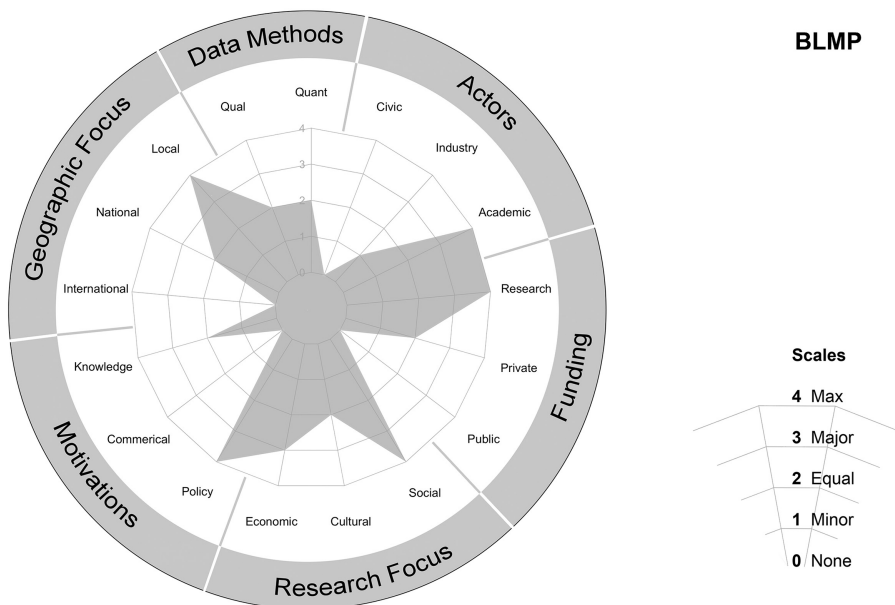 BLMP
Data Methods
Actors
Funding
Research Focus
Motivations
Geographic Focus
Quant
Civic
Industry
Academic
Research
Private
Public
Social
Cultural
Economic
Policy
Commerical
Knowledge
International
National
Local
Qual
4
3
2
1
0
Scales
4 Max
3 Major
2 Equal
1 Minor
0 None